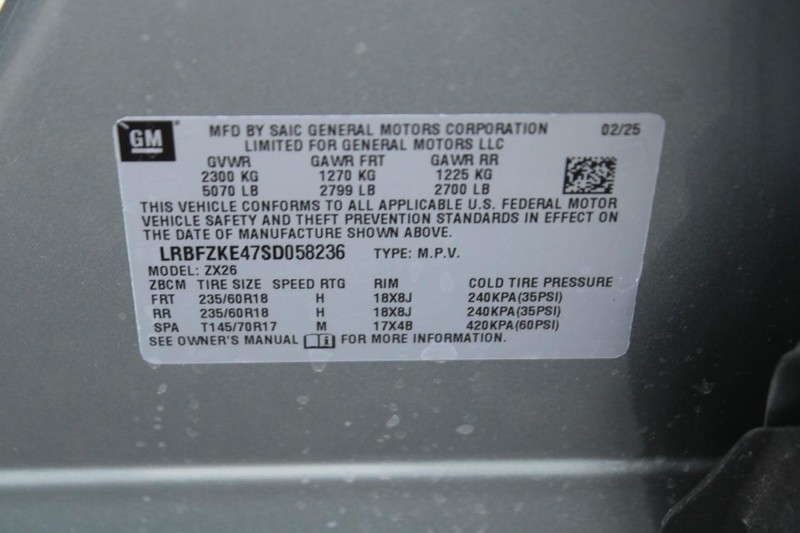 GM
MFD BY SAIC GENERAL MOTORS CORPORATION 02/25
LIMITED FOR GENERAL MOTORS LLC
GVWR GAWR FRT GAWR RR
2300 KG 1270 KG 1225 KG
5070 LB 2799 LB 2700 LB
THIS VEHICLE CONFORMS TO ALL APPLICABLE U.S. FEDERAL MOTOR
VEHICLE SAFETY AND THEFT PREVENTION STANDARDS IN EFFECT ON
THE DATE OF MANUFACTURE SHOWN ABOVE.
LRBFZKE47SD058236 TYPE: M.P.V.
MODEL: ZX26
ZBCM TIRE SIZE SPEED RTG RIM COLD TIRE PRESSURE
FRT 235/60R18 H 18X8J 240KPA(35PSI)
RR 235/60R18 H 18X8J 240KPA(35PSI)
SPA T145/70R17 M 17X4B 420KPA(60PSI)
SEE OWNER'S MANUAL i FOR MORE INFORMATION.